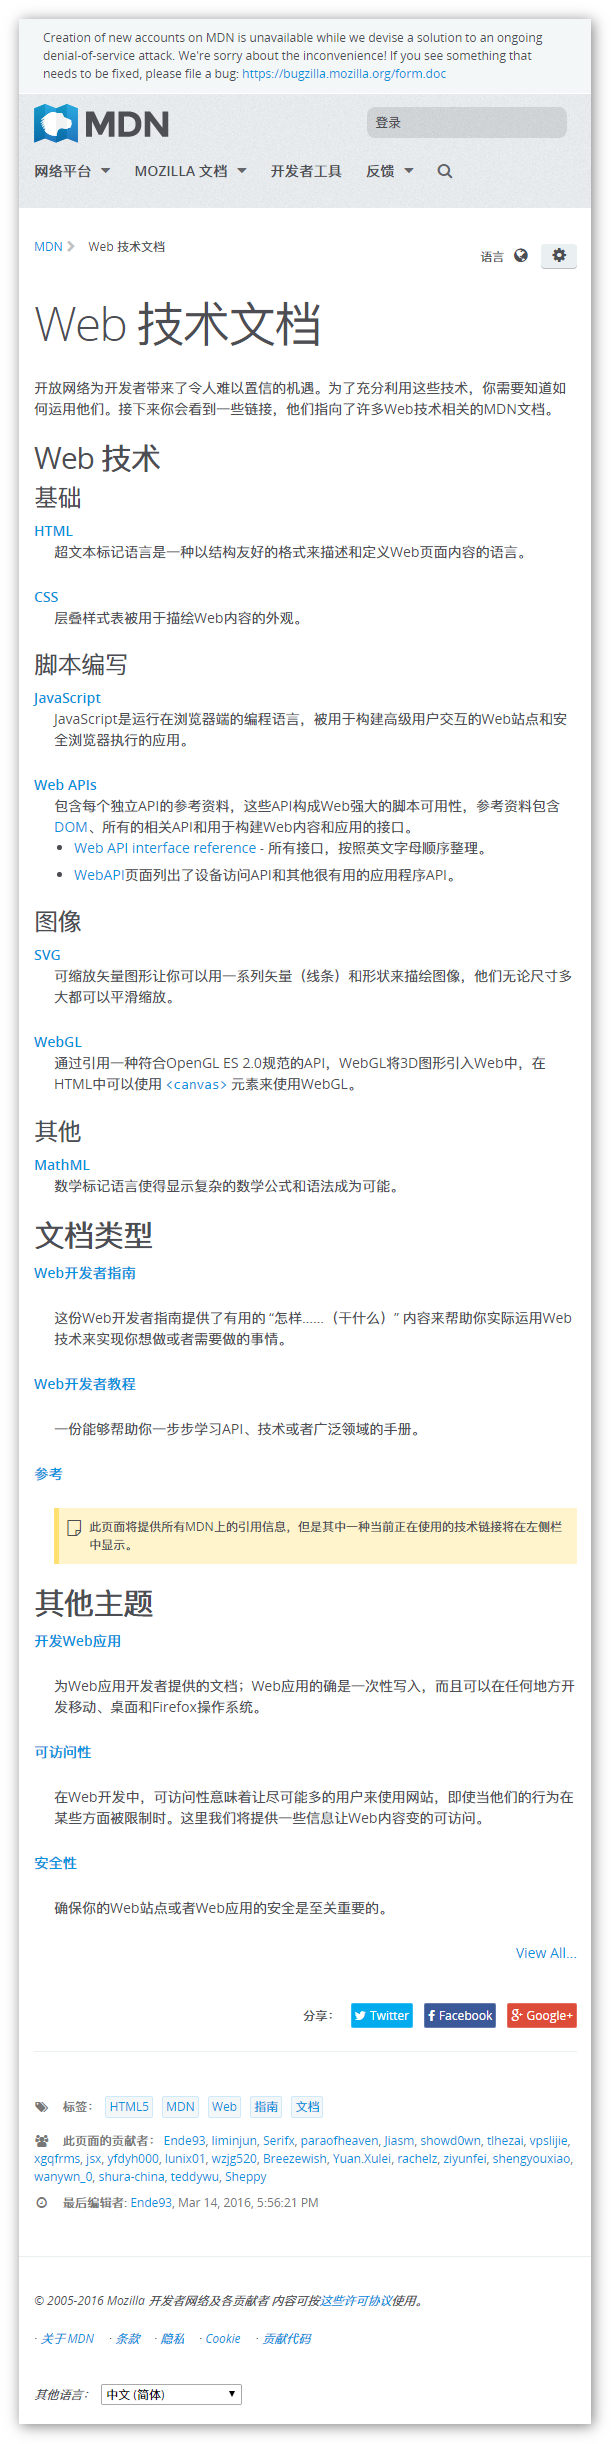 Creation of new accounts on MDN is unavailable while we devise a solution to an ongoing
denial-of-service attack. We're sorry about the inconvenience! If you see something that
needs to be fixed, please file a bug: https://bugzilla.mozilla.org/form.doc
MDN
登录
网络平台 MOZILLA 文档 开发者工具 反馈
MDN Web 技术文档
语言
Web 技术文档
开放网络为开发者带来了令人难以置信的机遇。为了充分利用这些技术，你需要知道如
何运用他们。接下来你会看到一些链接，他们指向了许多Web技术相关的MDN文档。
Web 技术
基础
HTML
超文本标记语言是一种以结构友好的格式来描述和定义Web页面内容的语言。
CSS
层叠样式表被用于描绘Web内容的外观。
脚本编写
JavaScript
JavaScript是运行在浏览器端的编程语言，被用于构建高级用户交互的Web站点和安
全浏览器执行的应用。
Web APIs
包含每个独立API的参考资料，这些API构成Web强大的脚本可用性，参考资料包含
DOM、所有的相关API和用于构建Web内容和应用的接口。
• Web API interface reference - 所有接口，按照英文字母顺序整理。
• WebAPI页面列出了设备访问API和其他很有用的应用程序API。
图像
SVG
可缩放矢量图形让你可以用一系列矢量（线条）和形状来描绘图像，他们无论尺寸多
大都可以平滑缩放。
WebGL
通过引用一种符合OpenGL ES 2.0规范的API，WebGL将3D图形引入Web中，在
HTML中可以使用 <canvas> 元素来使用WebGL。
其他
MathML
数学标记语言使得显示复杂的数学公式和语法成为可能。
文档类型
Web开发者指南
这份Web开发者指南提供了有用的 “怎样……（干什么）” 内容来帮助你实际运用Web
技术来实现你想做或者需要做的事情。
Web开发者教程
一份能够帮助你一步步学习API、技术或者广泛领域的手册。
参考
此页面将提供所有MDN上的引用信息，但是其中一种当前正在使用的技术链接将在左侧栏
中显示。
其他主题
开发Web应用
为Web应用开发者提供的文档；Web应用的确是一次性写入，而且可以在任何地方开
发移动、桌面和Firefox操作系统。
可访问性
在Web开发中，可访问性意味着让尽可能多的用户来使用网站，即使当他们的行为在
某些方面被限制时。这里我们将提供一些信息让Web内容变的可访问。
安全性
确保你的Web站点或者Web应用的安全是至关重要的。
View All...
分享： Twitter Facebook Google+
标签： HTML5 MDN Web 指南 文档
此页面的贡献者： Ende93, liminjun, Serifx, paraofheaven, Jiasm, showd0wn, tlhezai, vpslijie,
xgqfrms, jsx, yfdyh000, lunix01, wzjg520, Breezewish, Yuan.Xulei, rachelz, ziyunfei, shengyouxiao,
wanywn_0, shura-china, teddywu, Sheppy
最后编辑者: Ende93, Mar 14, 2016, 5:56:21 PM
© 2005-2016 Mozilla 开发者网络及各贡献者 内容可按这些许可协议使用。
· 关于 MDN · 条款 · 隐私 · Cookie · 贡献代码
其他语言： 中文 (简体)